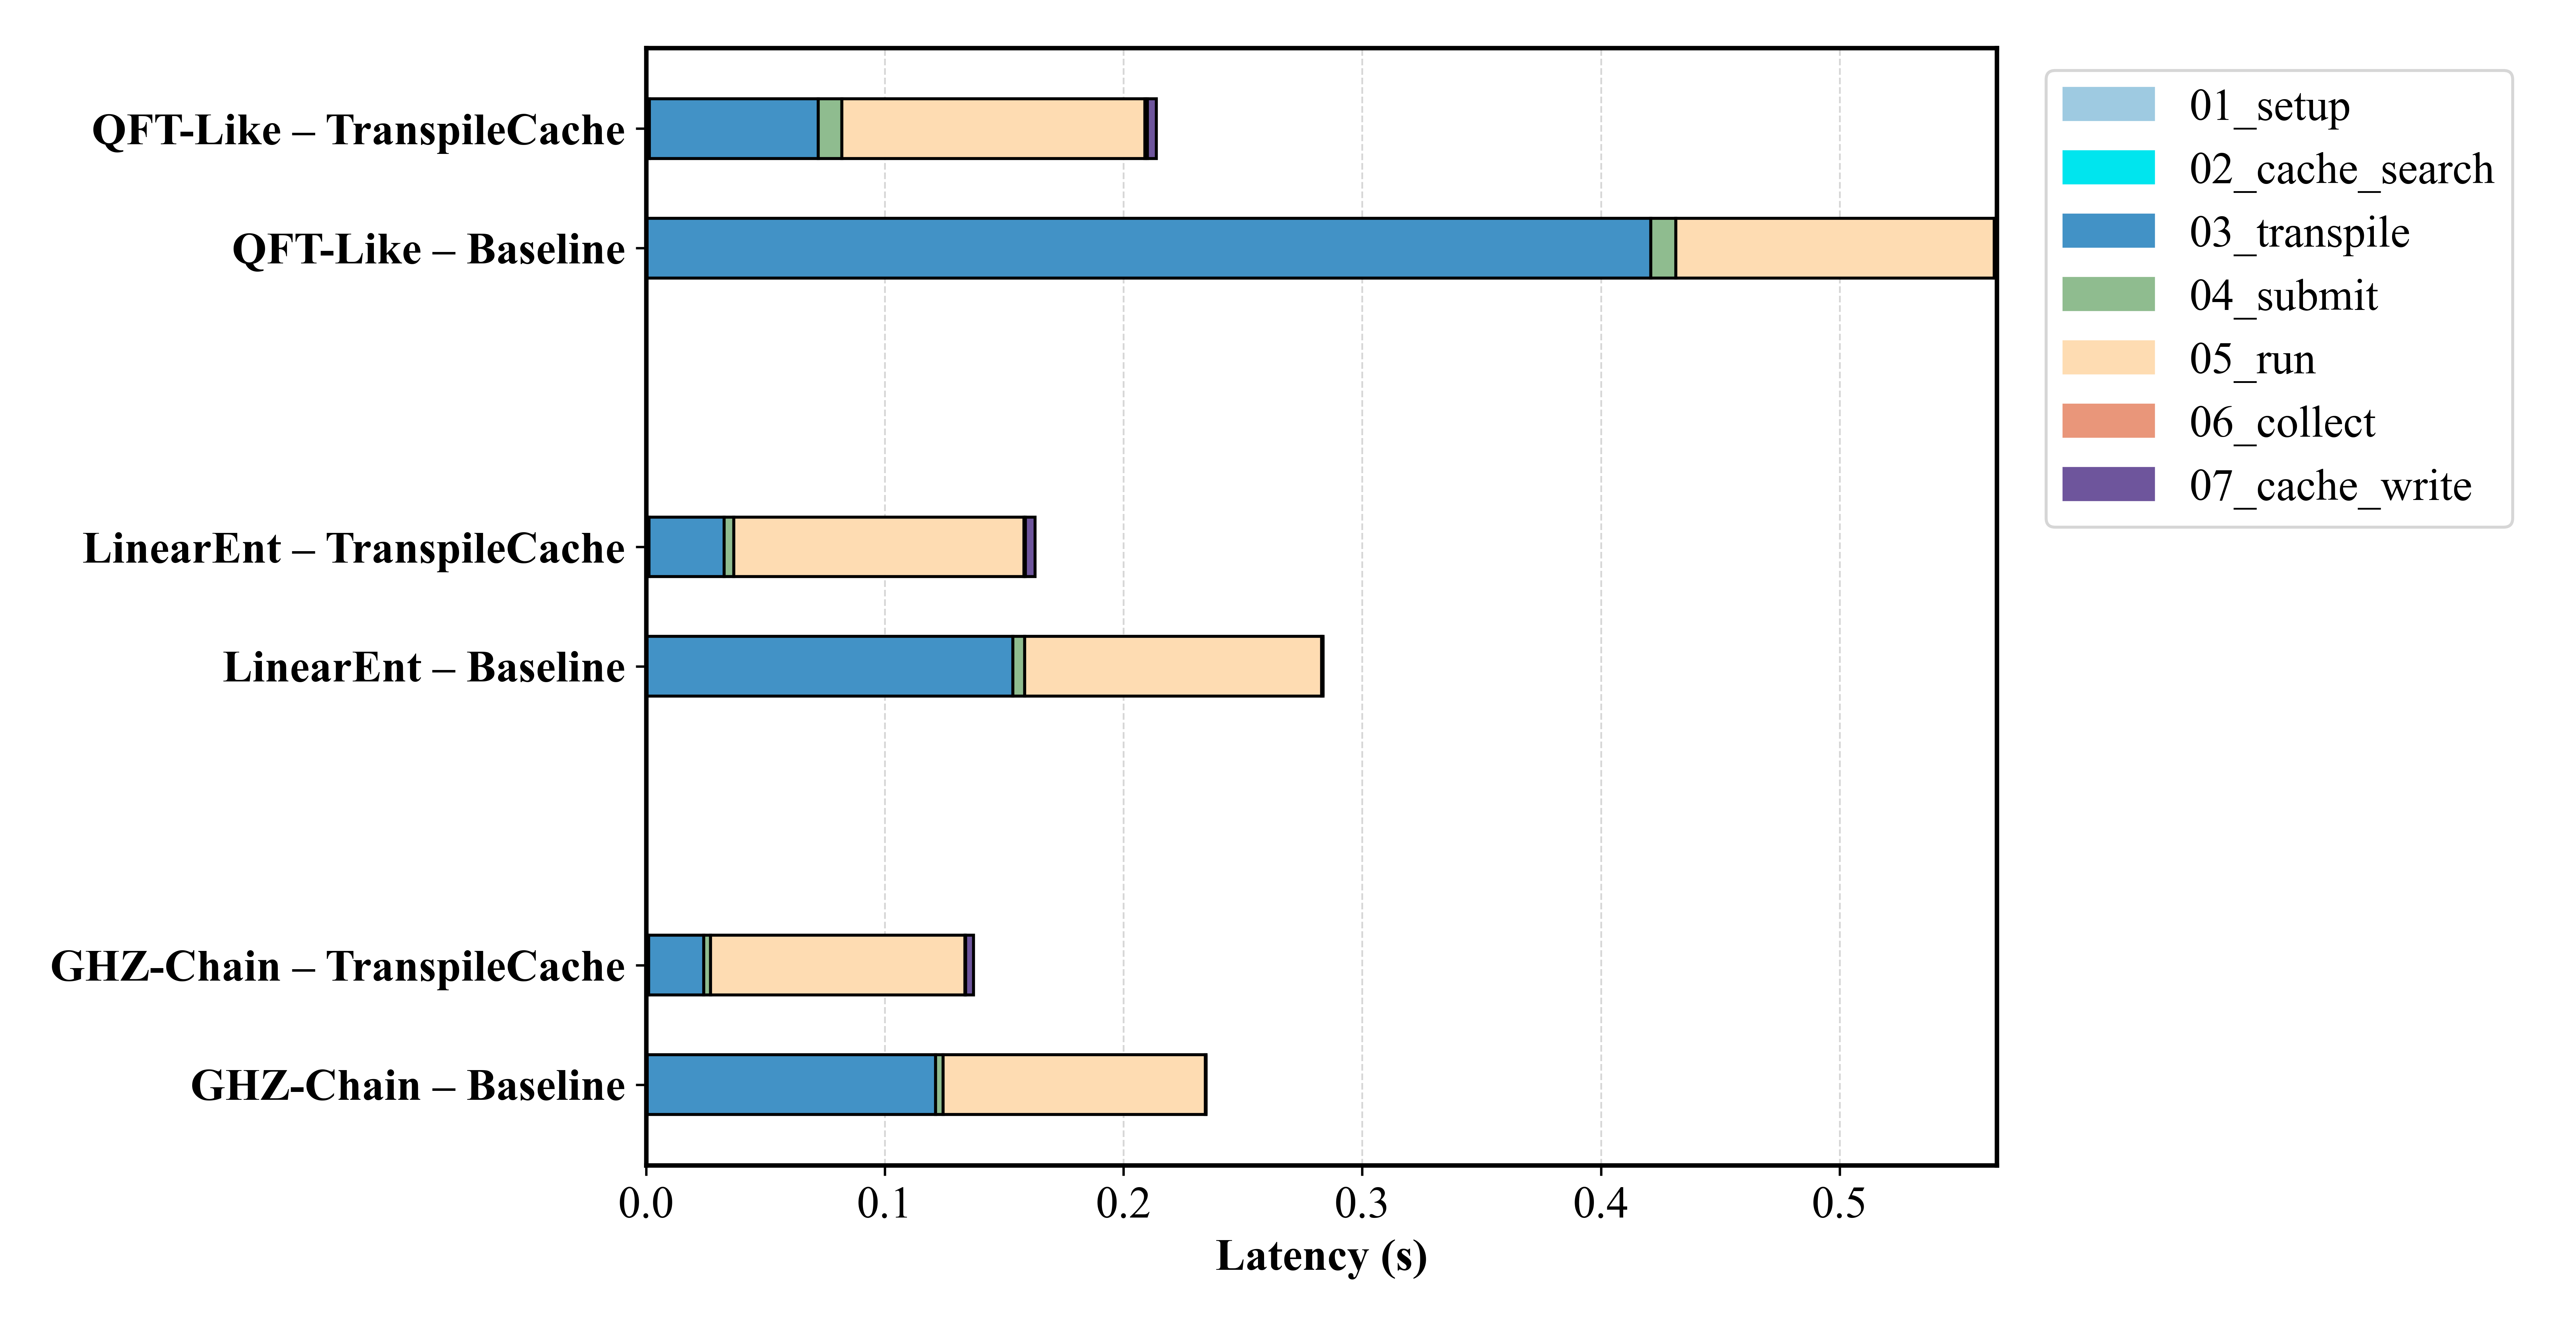 QFT-Like – TranspileCache
QFT-Like – Baseline
LinearEnt – TranspileCache
LinearEnt – Baseline
GHZ-Chain – TranspileCache
GHZ-Chain – Baseline
0.0 0.1 0.2 0.3 0.4 0.5
Latency (s)
01_setup
02_cache_search
03_transpile
04_submit
05_run
06_collect
07_cache_write